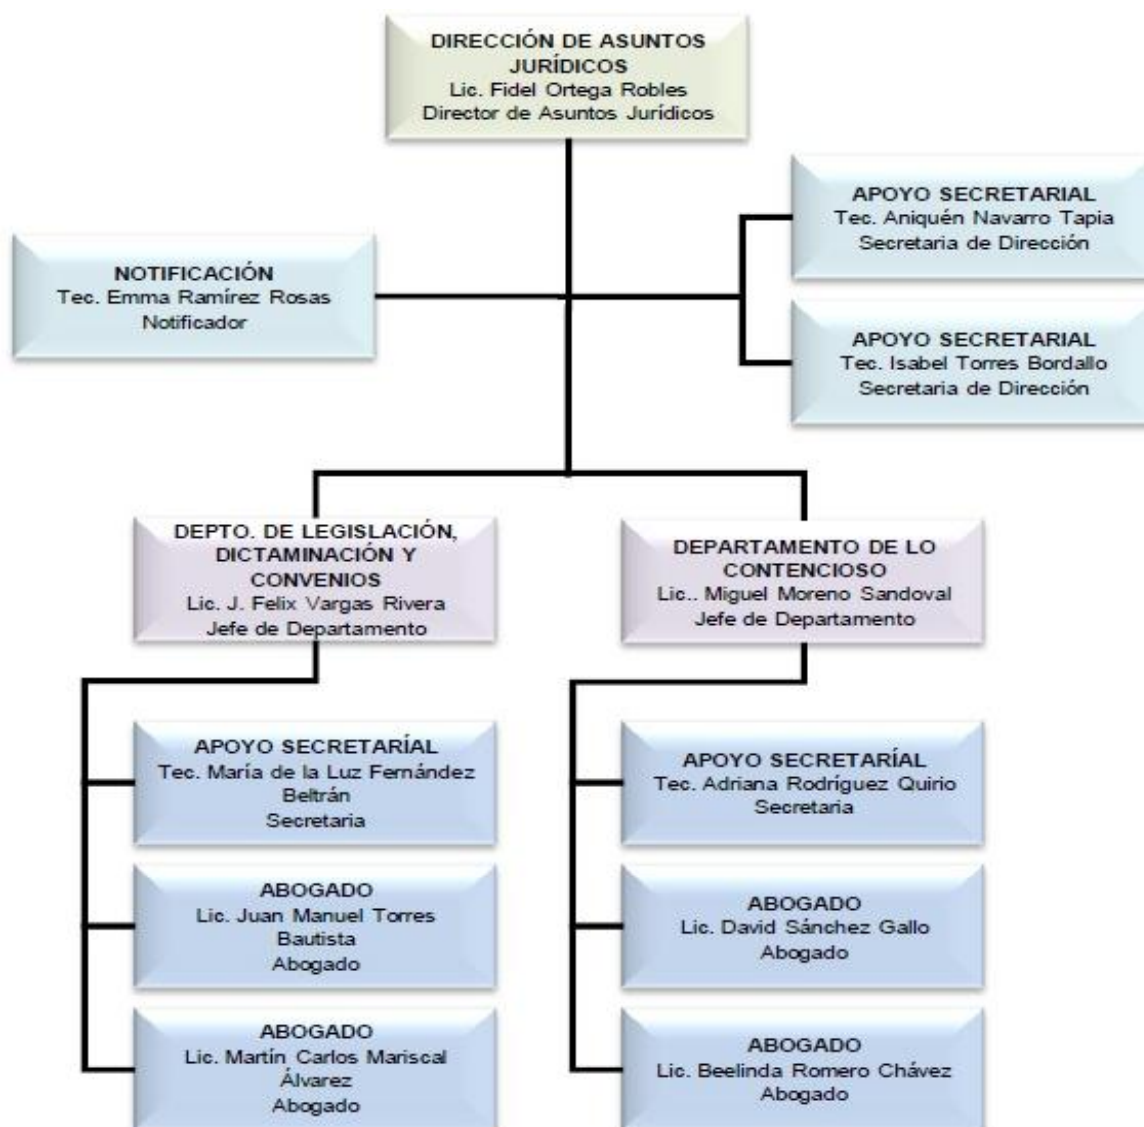 DIRECCIÓN DE ASUNTOS
JURÍDICOS
Lic. Fidel Ortega Robles
Director de Asuntos Jurídicos
APOYO SECRETARIAL
Tec. Aniquén Navarro Tapia
Secretaria de Dirección
NOTIFICACIÓN
Tec. Emma Ramírez Rosas
Notificador
APOYO SECRETARIAL
Tec. Isabel Torres Bordallo
Secretaria de Dirección
DEPTO. DE LEGISLACIÓN,
DICTAMINACIÓN Y
CONVENIOS
Lic. J. Felix Vargas Rivera
Jefe de Departamento
DEPARTAMENTO DE LO
CONTENCIOSO
Lic.. Miguel Moreno Sandoval
Jefe de Departamento
APOYO SECRETARÍAL
Tec. María de la Luz Fernández
Beltrán
Secretaria
APOYO SECRETARÍAL
Tec. Adriana Rodríguez Quirio
Secretaria
ABOGADO
Lic. Juan Manuel Torres
Bautista
Abogado
ABOGADO
Lic. David Sánchez Gallo
Abogado
ABOGADO
Lic. Martín Carlos Mariscal
Álvarez
Abogado
ABOGADO
Lic. Beelinda Romero Chávez
Abogado